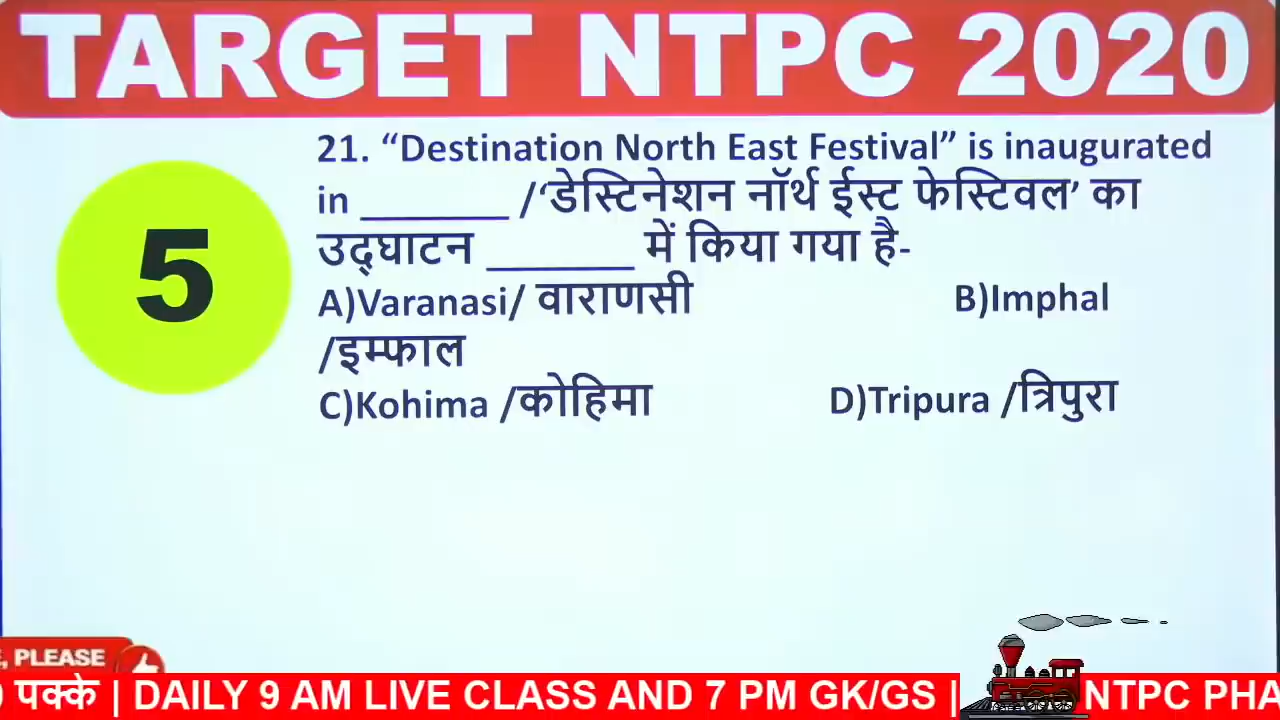 TARGET NTPC 2020
5
21. “Destination North East Festival” is inaugurated
in _______ /‘डेस्टिनेशन नॉर्थ ईस्ट फेस्टिवल’ का
उद्घाटन _______ में किया गया है-
A)Varanasi/ वाराणसी B)Imphal
/इम्फाल
C)Kohima /कोहिमा D)Tripura /त्रिपुरा
, PLEASE
पक्के | DAILY 9 AM LIVE CLASS AND 7 PM GK/GS | NTPC PHA